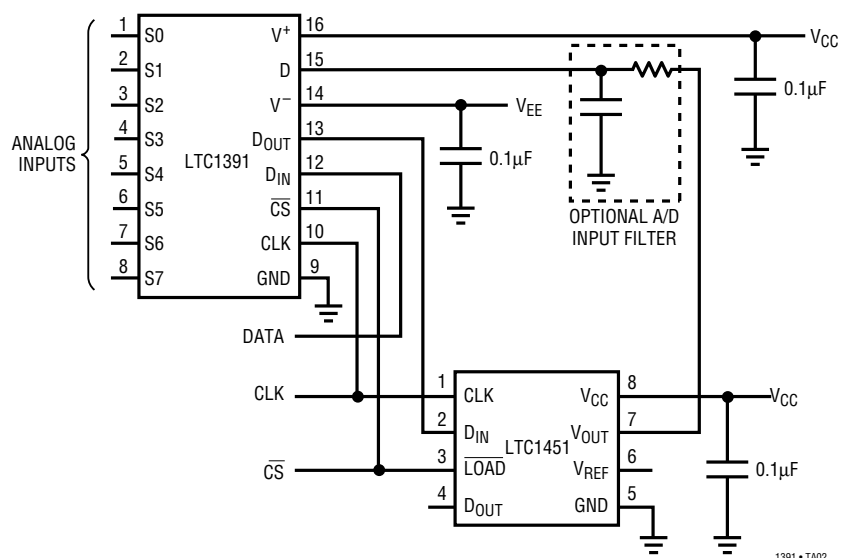 ANALOG
INPUTS
1 S0
2 S1
3 S2
4 S3
5 S4
6 S5
7 S6
8 S7
LTC1391
V+ 16
D 15
V− 14
DOUT 13
DIN 12
CS 11
CLK 10
GND 9
VCC
0.1µF
VEE
0.1µF
OPTIONAL A/D
INPUT FILTER
DATA
CLK
CS
1 CLK
2 DIN
3 LOAD
4 DOUT
LTC1451
VCC 8
VOUT 7
VREF 6
GND 5
VCC
0.1µF
1391 • TA02